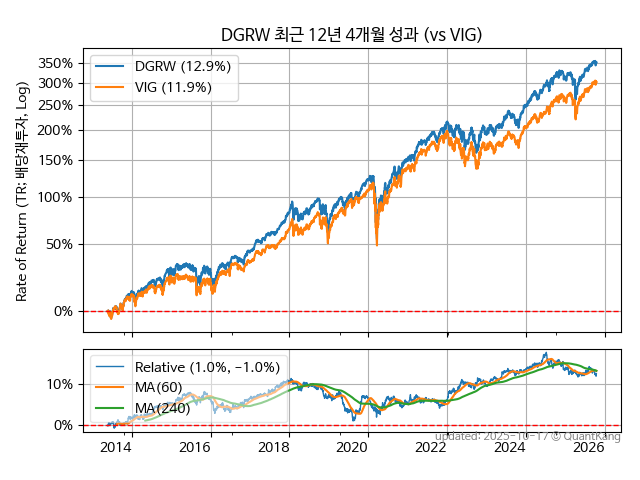 DGRW 최근 12년 4개월 성과 (vs VIG)
Rate of Return (TR: 배당재투자, Log)
DGRW (12.9%)
VIG (11.9%)
350%
300%
250%
200%
150%
100%
50%
0%
Relative (1.0%, −1.0%)
MA(60)
MA(240)
10%
0%
2014 2016 2018 2020 2022 2024 2026
updated: 2025-10-17 © QuantKang